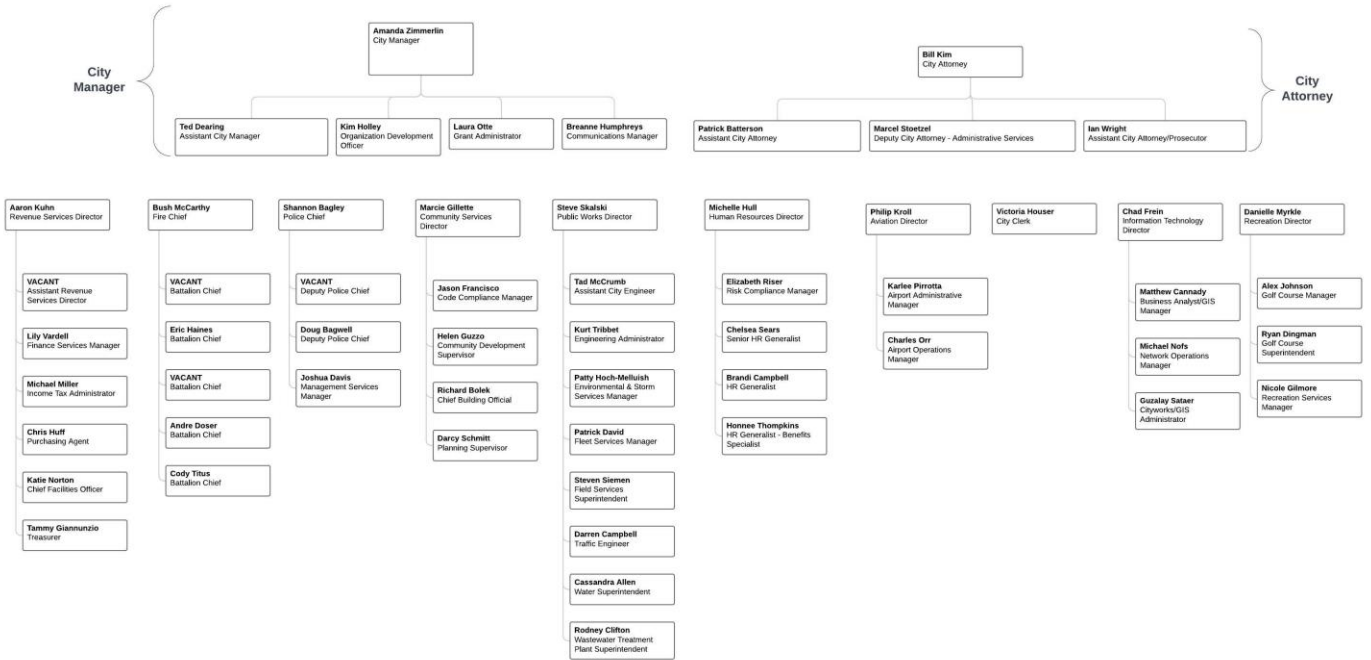 City
Manager
Amanda Zimmerlin
City Manager
Ted Dearing
Assistant City Manager
Kim Holley
Organization Development
Officer
Laura Otte
Grant Administrator
Breanne Humphreys
Communications Manager
Bill Kim
City Attorney
City
Attorney
Patrick Batterson
Assistant City Attorney
Marcel Stoetzel
Deputy City Attorney - Administrative Services
Ian Wright
Assistant City Attorney/Prosecutor
Aaron Kuhn
Revenue Services Director
VACANT
Assistant Revenue
Services Director
Lily Vardell
Finance Services Manager
Michael Miller
Income Tax Administrator
Chris Huff
Purchasing Agent
Katie Norton
Chief Facilities Officer
Tammy Giannunzio
Treasurer
Bush McCarthy
Fire Chief
VACANT
Battalion Chief
Eric Haines
Battalion Chief
VACANT
Battalion Chief
Andre Doser
Battalion Chief
Cody Titus
Battalion Chief
Shannon Bagley
Police Chief
VACANT
Deputy Police Chief
Doug Bagwell
Deputy Police Chief
Joshua Davis
Management Services
Manager
Marcie Gillette
Community Services
Director
Jason Francisco
Code Compliance Manager
Helen Guzzo
Community Development
Supervisor
Richard Bolek
Chief Building Official
Darcy Schmitt
Planning Supervisor
Steve Skalski
Public Works Director
Tad McCrumb
Assistant City Engineer
Kurt Tribbet
Engineering Administrator
Patty Hoch-Melluish
Environmental & Storm
Services Manager
Patrick David
Fleet Services Manager
Steven Siemen
Field Services
Superintendent
Darren Campbell
Traffic Engineer
Cassandra Allen
Water Superintendent
Rodney Clifton
Wastewater Treatment
Plant Superintendent
Michelle Hull
Human Resources Director
Elizabeth Riser
Risk Compliance Manager
Chelsea Sears
Senior HR Generalist
Brandi Campbell
HR Generalist
Honnee Thompkins
HR Generalist - Benefits
Specialist
Philip Kroll
Aviation Director
Karlee Pirrotta
Airport Administrative
Manager
Charles Orr
Airport Operations
Manager
Victoria Houser
City Clerk
Chad Frein
Information Technology
Director
Matthew Cannady
Business Analyst/GIS
Manager
Michael Nofs
Network Operations
Manager
Guzalay Sataer
Cityworks/GIS
Administrator
Danielle Myrkle
Recreation Director
Alex Johnson
Golf Course Manager
Ryan Dingman
Golf Course
Superintendent
Nicole Gilmore
Recreation Services
Manager